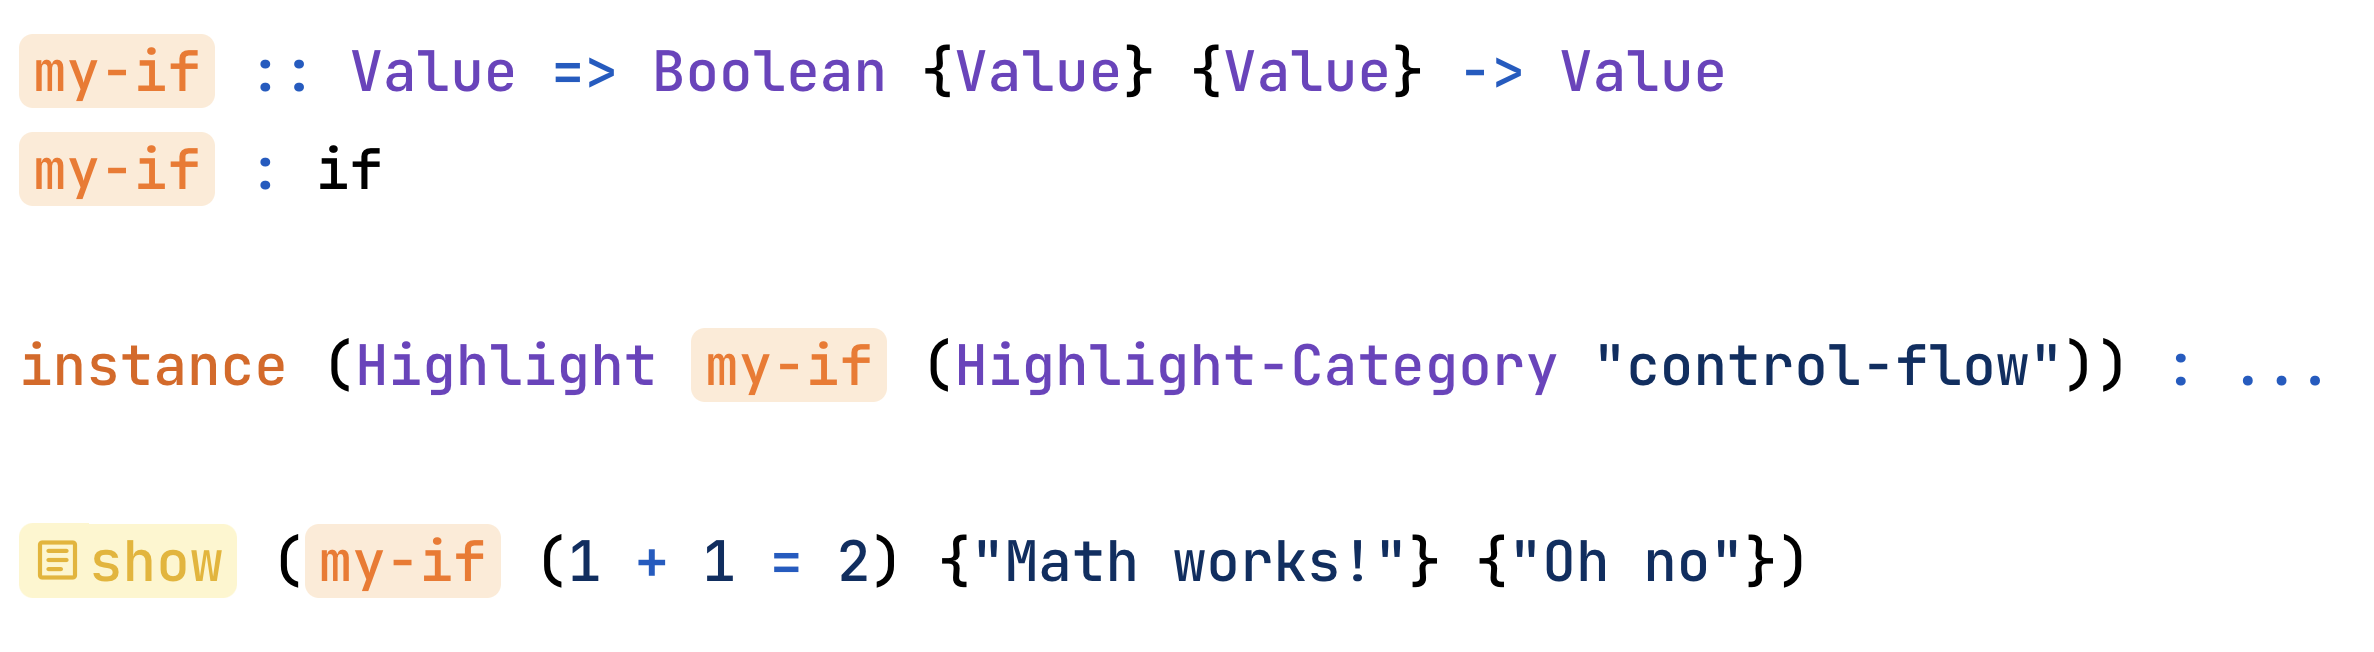 my-if :: Value => Boolean {Value} {Value} -> Value
my-if : if
instance (Highlight my-if (Highlight-Category "control-flow")) : ...
show (my-if (1 + 1 = 2) {"Math works!"} {"Oh no"})